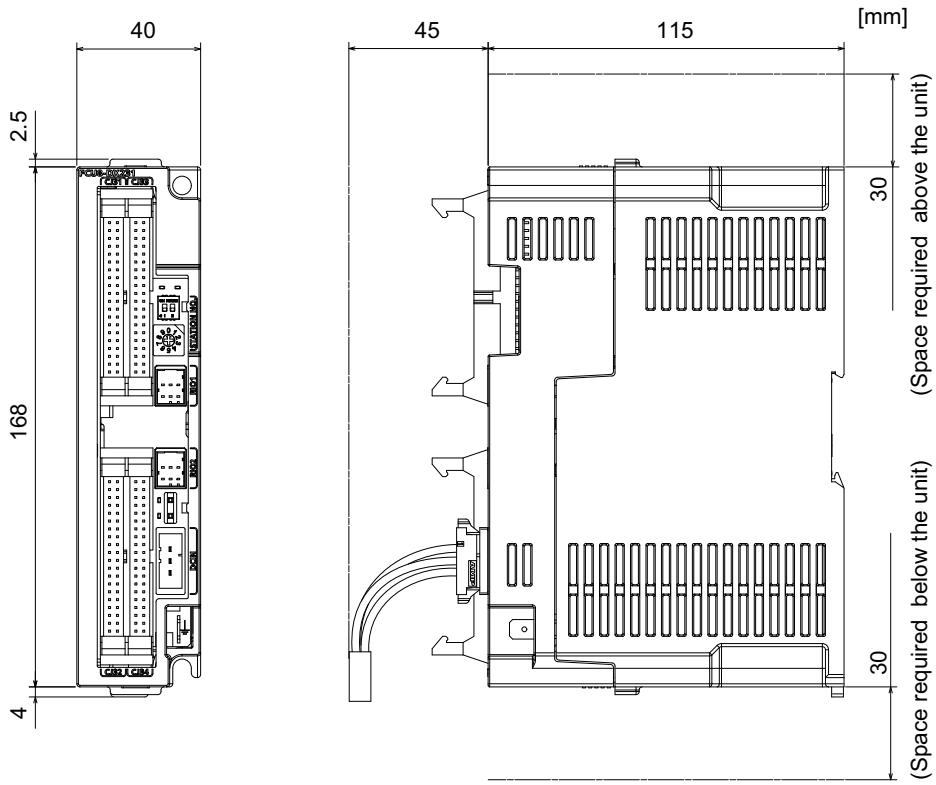 [mm]
40
45
115
2.5
30
(Space required above the unit)
FCU8-DX231
CJ31
CJ33
STATION NO.
RIO1
168
RIO2
DCIN
(Space required below the unit)
30
CJ32
CJ34
4